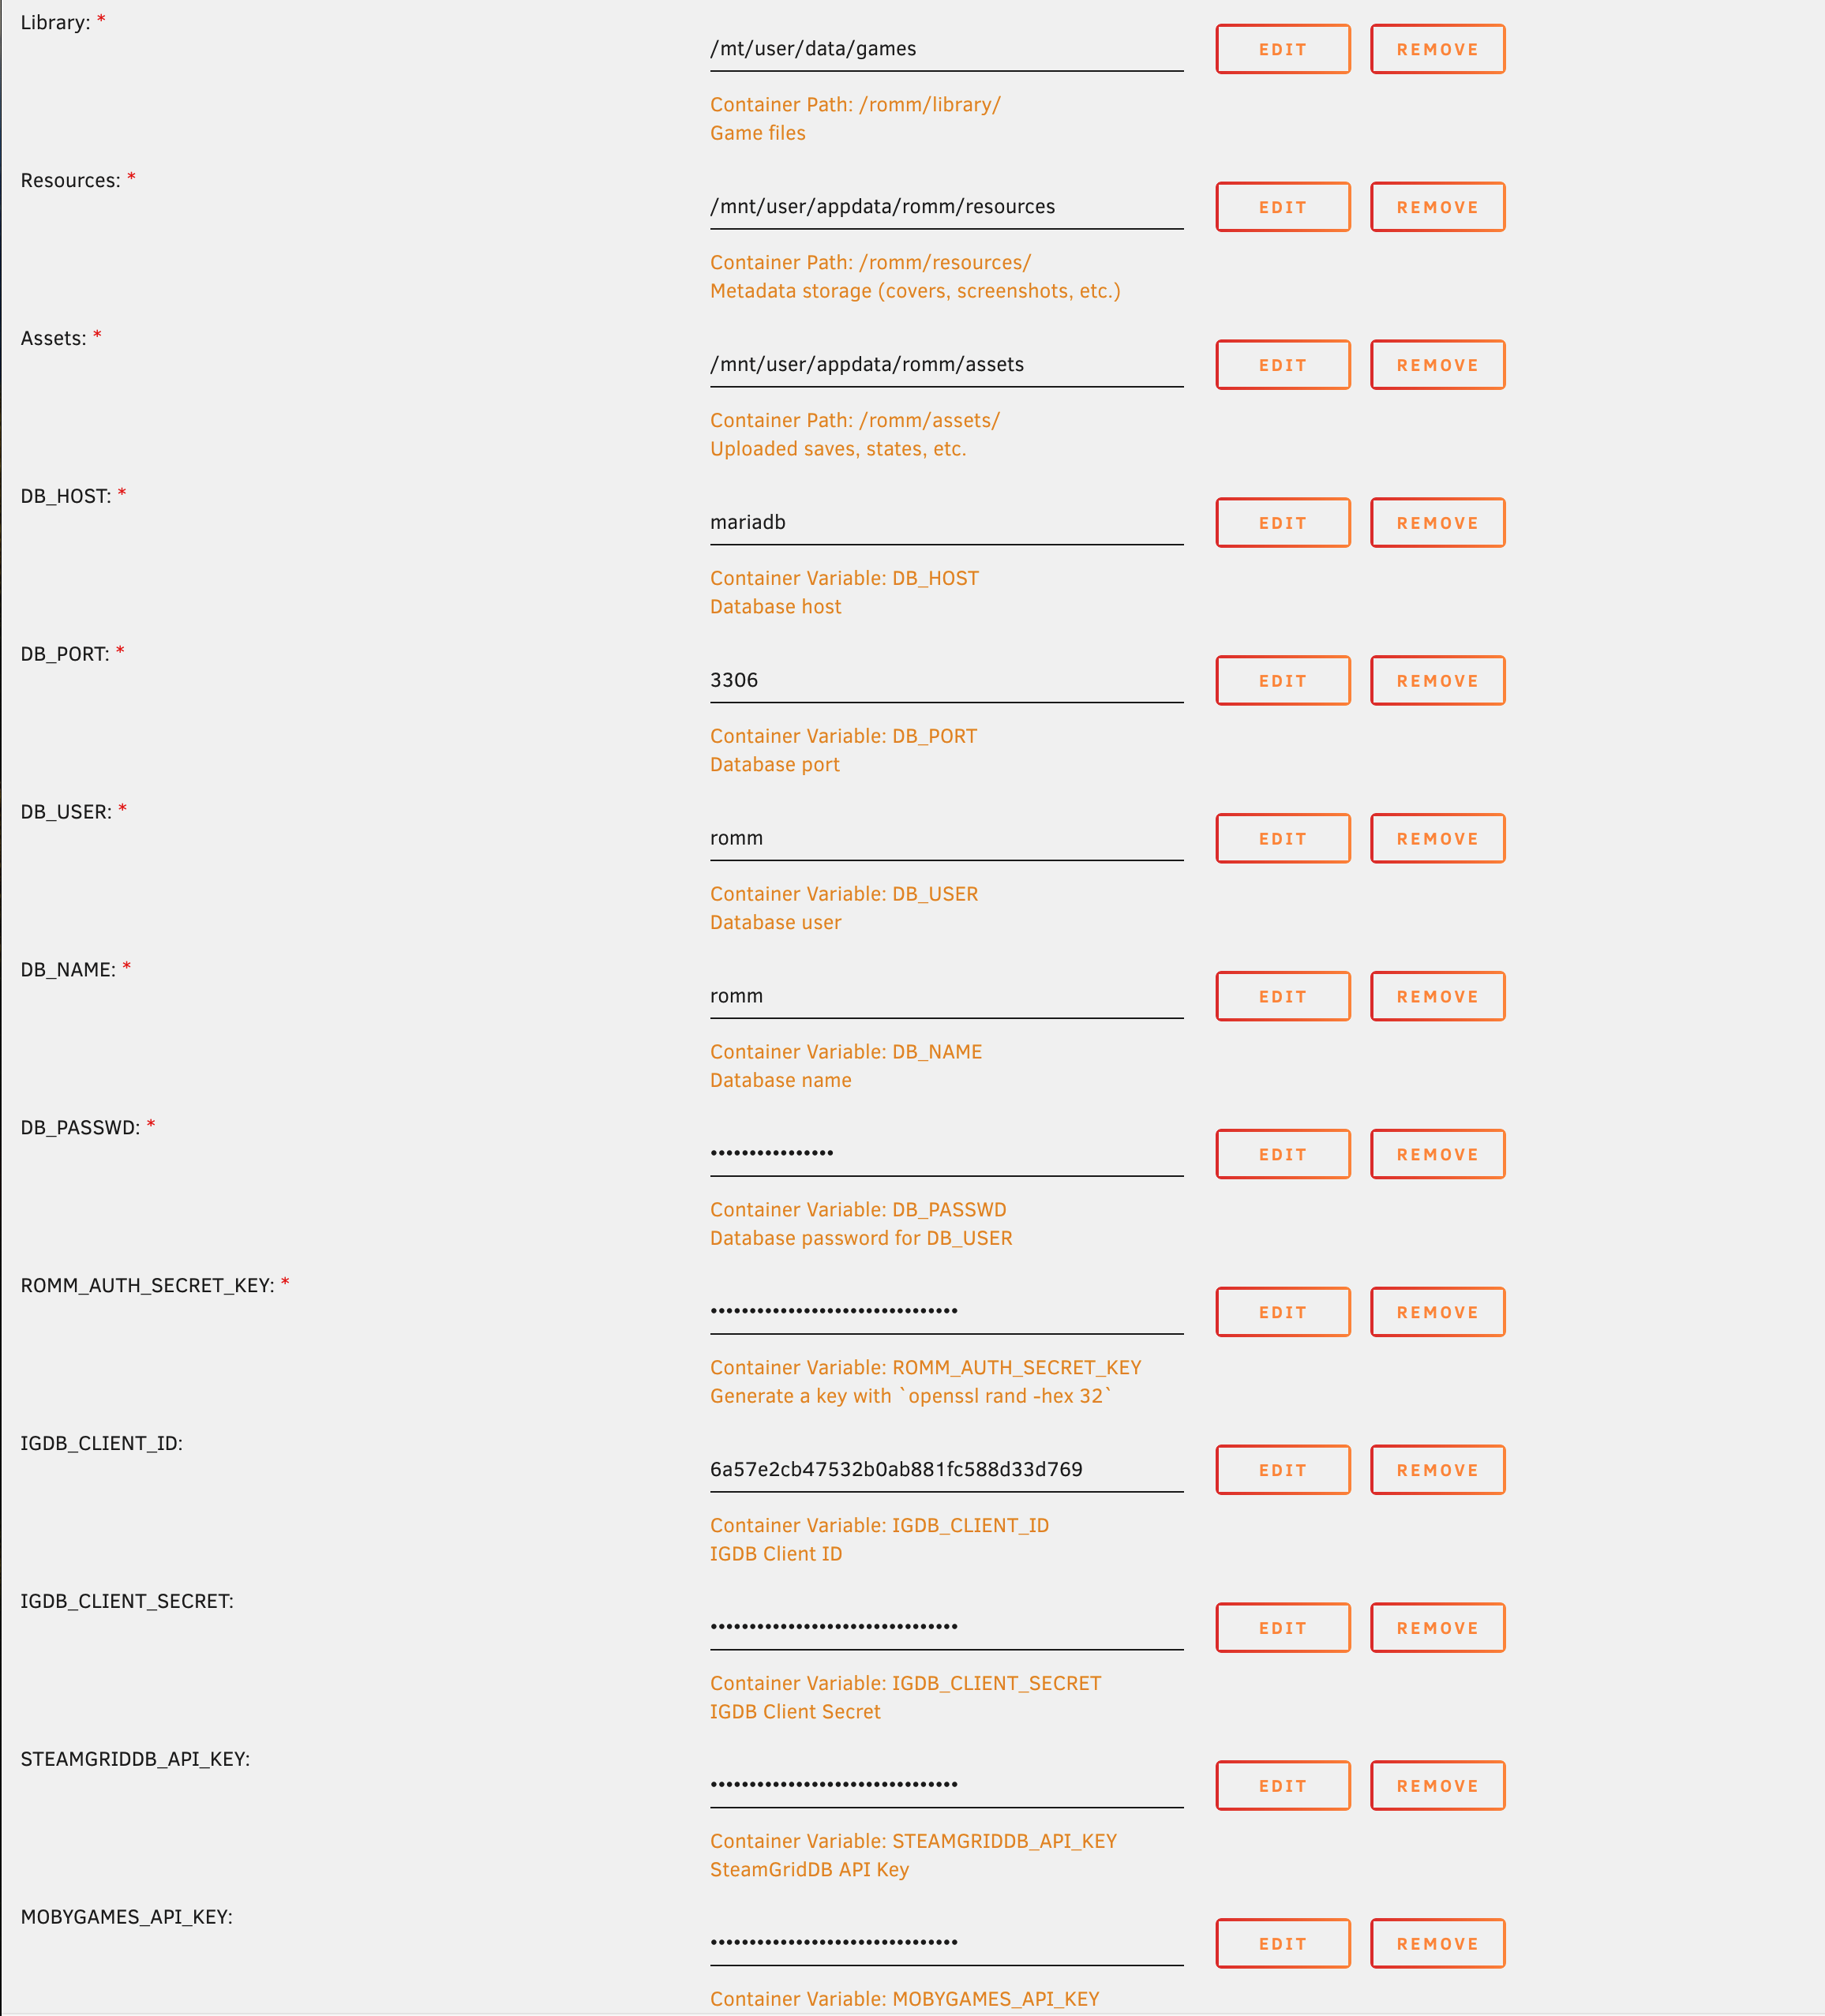 Library: *
/mt/user/data/games
EDIT
REMOVE
Container Path: /romm/library/
Game files
Resources: *
/mnt/user/appdata/romm/resources
EDIT
REMOVE
Container Path: /romm/resources/
Metadata storage (covers, screenshots, etc.)
Assets: *
/mnt/user/appdata/romm/assets
EDIT
REMOVE
Container Path: /romm/assets/
Uploaded saves, states, etc.
DB_HOST: *
mariadb
EDIT
REMOVE
Container Variable: DB_HOST
Database host
DB_PORT: *
3306
EDIT
REMOVE
Container Variable: DB_PORT
Database port
DB_USER: *
romm
EDIT
REMOVE
Container Variable: DB_USER
Database user
DB_NAME: *
romm
EDIT
REMOVE
Container Variable: DB_NAME
Database name
DB_PASSWD: *
••••••••••••••••
EDIT
REMOVE
Container Variable: DB_PASSWD
Database password for DB_USER
ROMM_AUTH_SECRET_KEY: *
••••••••••••••••••••••••••••••••
EDIT
REMOVE
Container Variable: ROMM_AUTH_SECRET_KEY
Generate a key with `openssl rand -hex 32`
IGDB_CLIENT_ID:
6a57e2cb47532b0ab881fc588d33d769
EDIT
REMOVE
Container Variable: IGDB_CLIENT_ID
IGDB Client ID
IGDB_CLIENT_SECRET:
••••••••••••••••••••••••••••••••
EDIT
REMOVE
Container Variable: IGDB_CLIENT_SECRET
IGDB Client Secret
STEAMGRIDDB_API_KEY:
••••••••••••••••••••••••••••••••
EDIT
REMOVE
Container Variable: STEAMGRIDDB_API_KEY
SteamGridDB API Key
MOBYGAMES_API_KEY:
••••••••••••••••••••••••••••••••
EDIT
REMOVE
Container Variable: MOBYGAMES_API_KEY